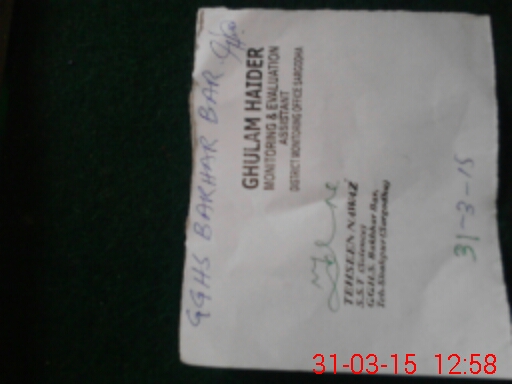 GGHS BARHAR BAR
GHULAM HAIDER
MONITORING & EVALUATION
ASSISTANT
DISTRICT MONITORING OFFICE SARGODHA
TEHSEEN NAWAZ
S.S.T (Science)
G.G.H.S. Bakhhar Bar,
Teh. Shahpur (Sargodha)
31-3-15
31-03-15 12:58